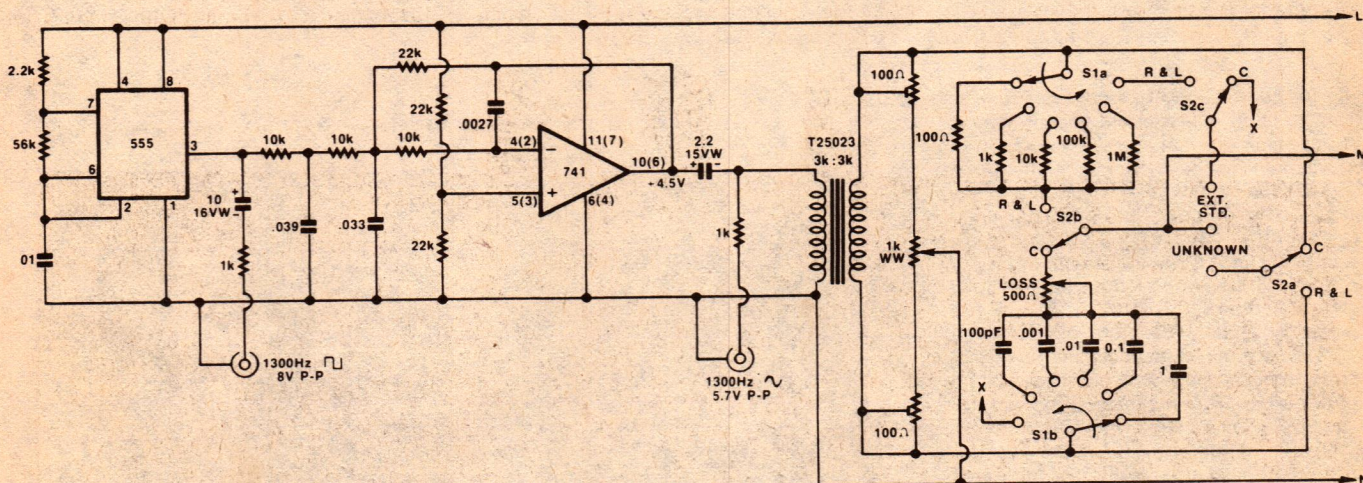 L
2.2k
4
8
7
56k
555
3
6
2
1
01
10
16VW
+
-
1k
1300Hz
8V P-P
10k
10k
10k
.039
.033
22k
22k
22k
.0027
4(2)
-
11(7)
741
10(6)
+4.5V
+
5(3)
6(4)
2.2
15VW
+
-
1k
1300Hz
5.7V P-P
T25023
3k:3k
100Ω
1k
WW
100Ω
100Ω
S1a
R & L
C
S2c
X
1k
10k
100k
1M
R & L
S2b
EXT.
STD.
UNKNOWN
C
C
S2a
R & L
LOSS
500Ω
100pF
.001
.01
0.1
1
X
S1b